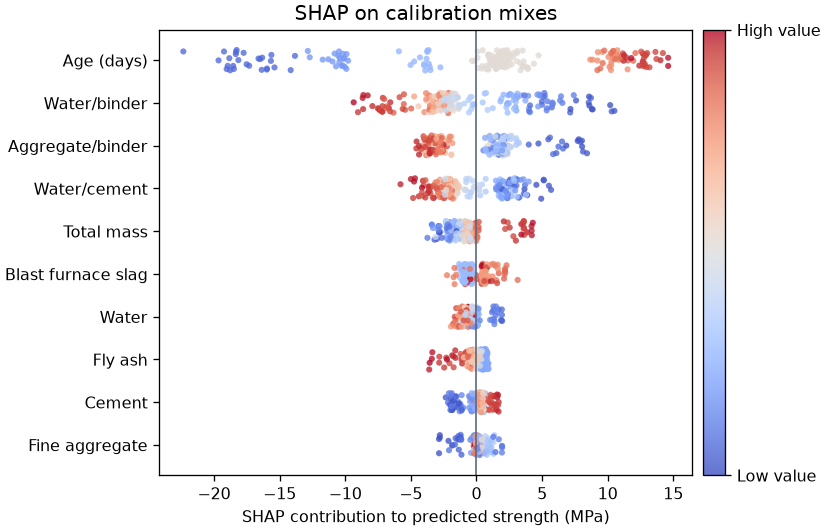 SHAP on calibration mixes
High value
Age (days)
Water/binder
Aggregate/binder
Water/cement
Total mass
Blast furnace slag
Water
Fly ash
Cement
Fine aggregate
Low value
−20 −15 −10 −5 0 5 10 15
SHAP contribution to predicted strength (MPa)